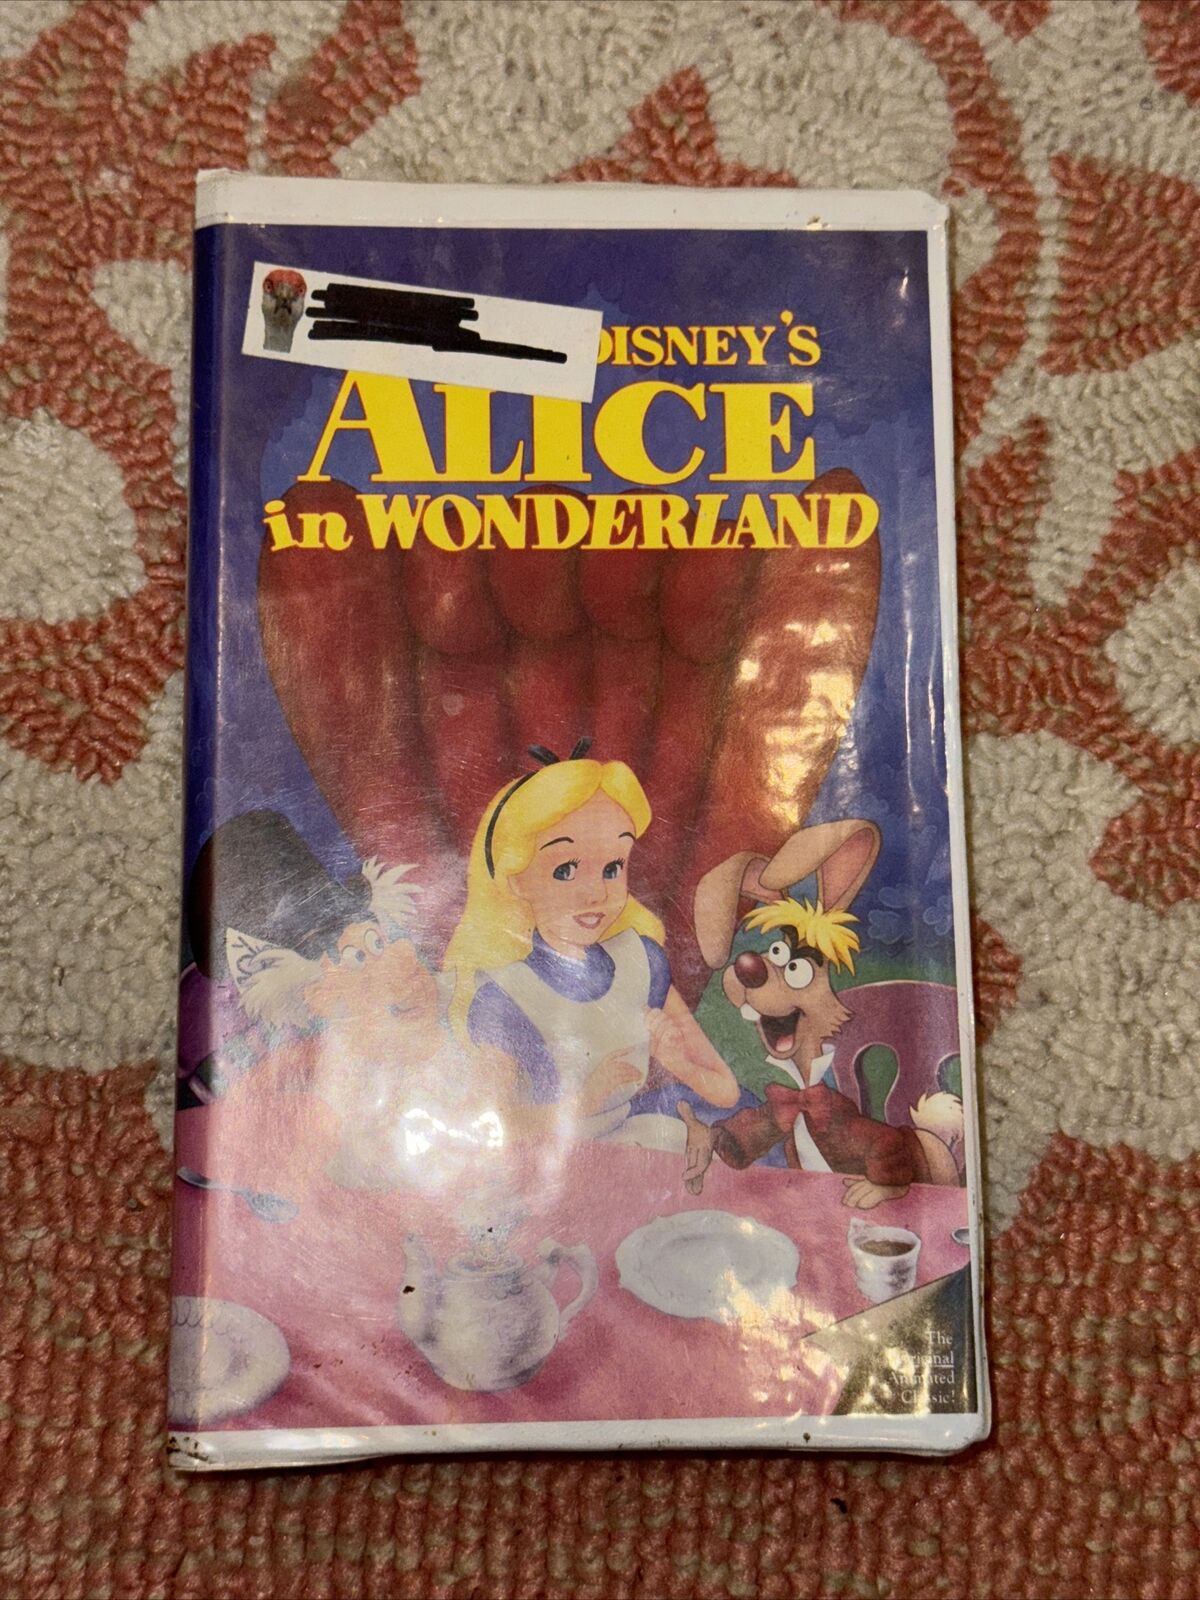 DISNEY'S
ALICE
in WONDERLAND
The
Original
Animated
Classic!